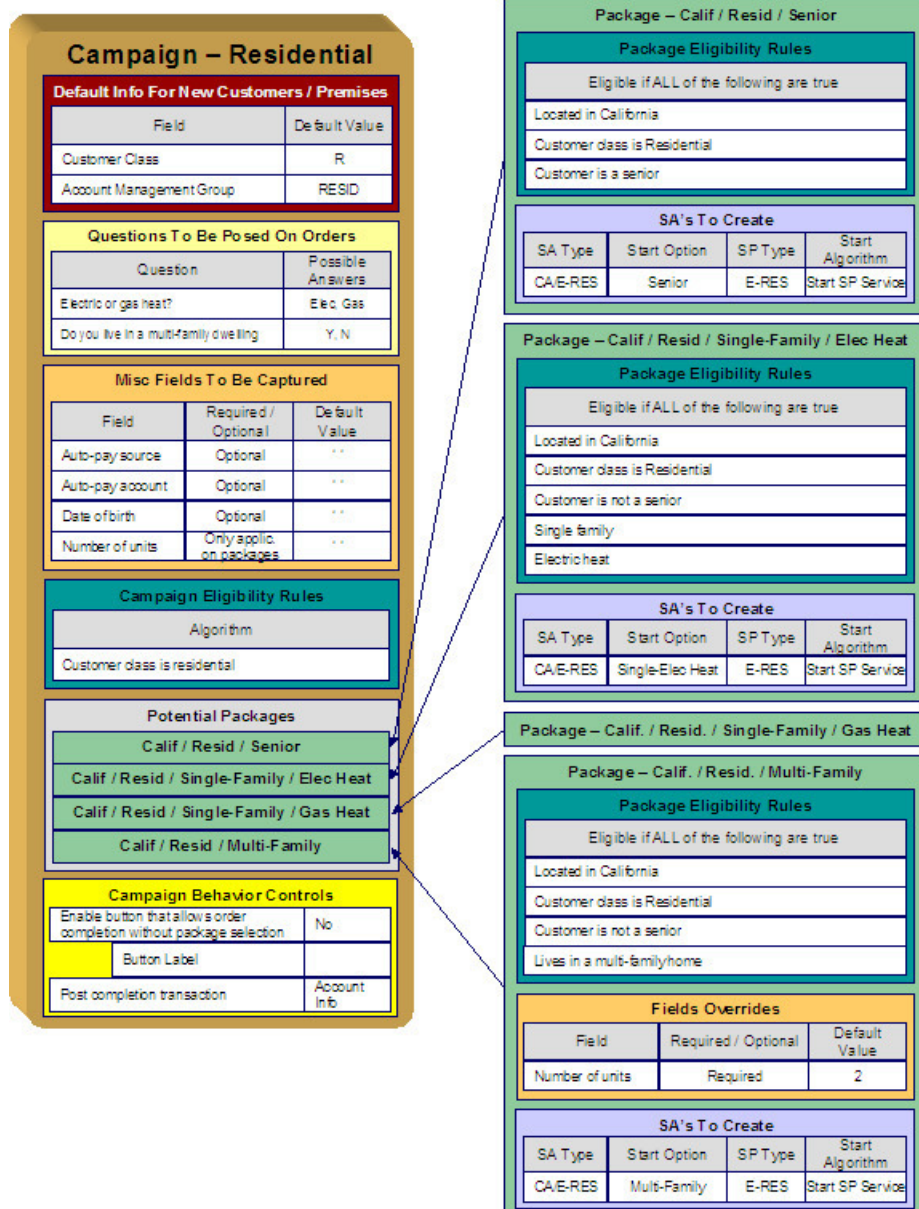 Campaign – Residential
Default Info For New Customers / Premises
Field Default Value
Customer Class R
Account Management Group RESID
Questions To Be Posed On Orders
Question Possible Answers
Electric or gas heat? Elec, Gas
Do you live in a multi-family dwelling Y, N
Misc Fields To Be Captured
Field Required / Optional Default Value
Auto-pay source Optional " "
Auto-pay account Optional " "
Date of birth Optional " "
Number of units Only applic. on packages " "
Campaign Eligibility Rules
Algorithm
Customer class is residential
Potential Packages
Calif / Resid / Senior
Calif / Resid / Single-Family / Elec Heat
Calif / Resid / Single-Family / Gas Heat
Calif / Resid / Multi-Family
Campaign Behavior Controls
Enable button that allows order completion without package selection No
Button Label
Post completion transaction Account Info
Package – Calif / Resid / Senior
Package Eligibility Rules
Eligible if ALL of the following are true
Located in California
Customer class is Residential
Customer is a senior
SA's To Create
SA Type Start Option SP Type Start Algorithm
CA/E-RES Senior E-RES Start SP Service
Package – Calif / Resid / Single-Family / Elec Heat
Package Eligibility Rules
Eligible if ALL of the following are true
Located in California
Customer class is Residential
Customer is not a senior
Single family
Electric heat
SA's To Create
SA Type Start Option SP Type Start Algorithm
CA/E-RES Single-Elec Heat E-RES Start SP Service
Package – Calif. / Resid. / Single-Family / Gas Heat
Package – Calif. / Resid. / Multi-Family
Package Eligibility Rules
Eligible if ALL of the following are true
Located in California
Customer class is Residential
Customer is not a senior
Lives in a multi-family home
Fields Overrides
Field Required / Optional Default Value
Number of units Required 2
SA's To Create
SA Type Start Option SP Type Start Algorithm
CA/E-RES Multi-Family E-RES Start SP Service